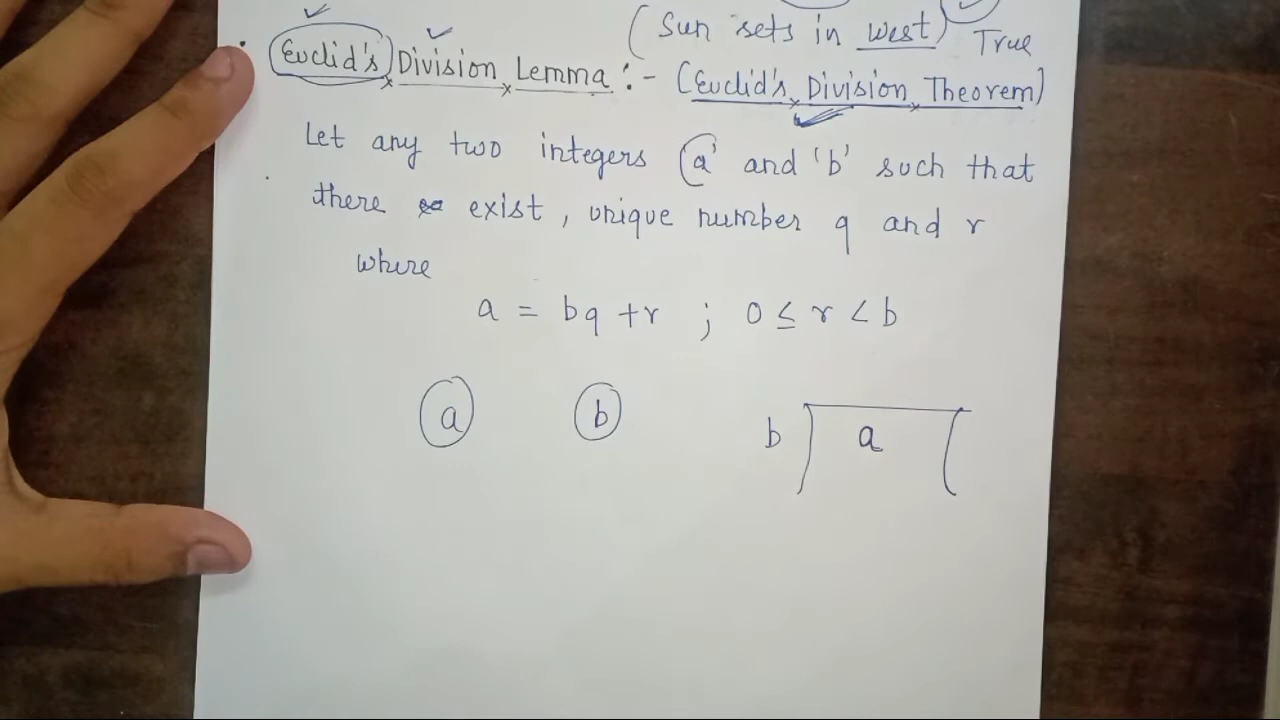 (Sun sets in west) True
Euclid's Division Lemma :- (Euclid's Division Theorem)
Let any two integers 'a' and 'b' such that
there exist, unique number q and r
where
a = bq + r ; 0 ≤ r < b
a b b a